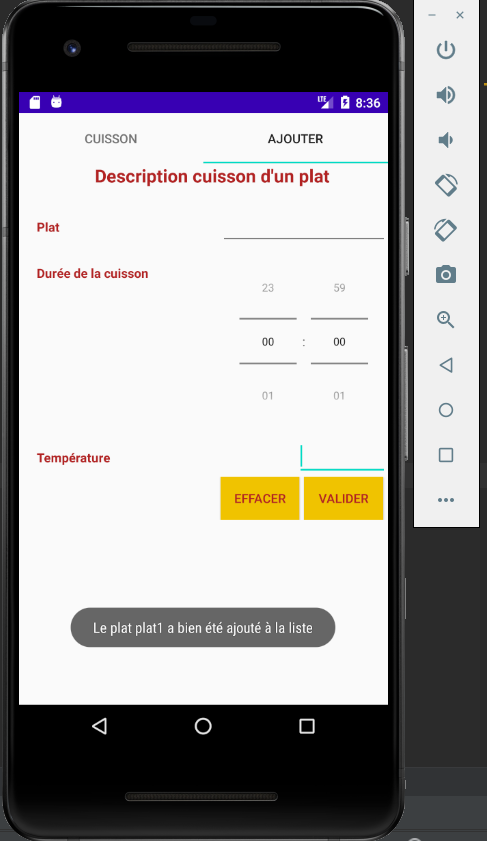 LTE 8:36
CUISSON AJOUTER
Description cuisson d'un plat
Plat
Durée de la cuisson
23 59
00 : 00
01 01
Température
EFFACER VALIDER
Le plat plat1 a bien été ajouté à la liste